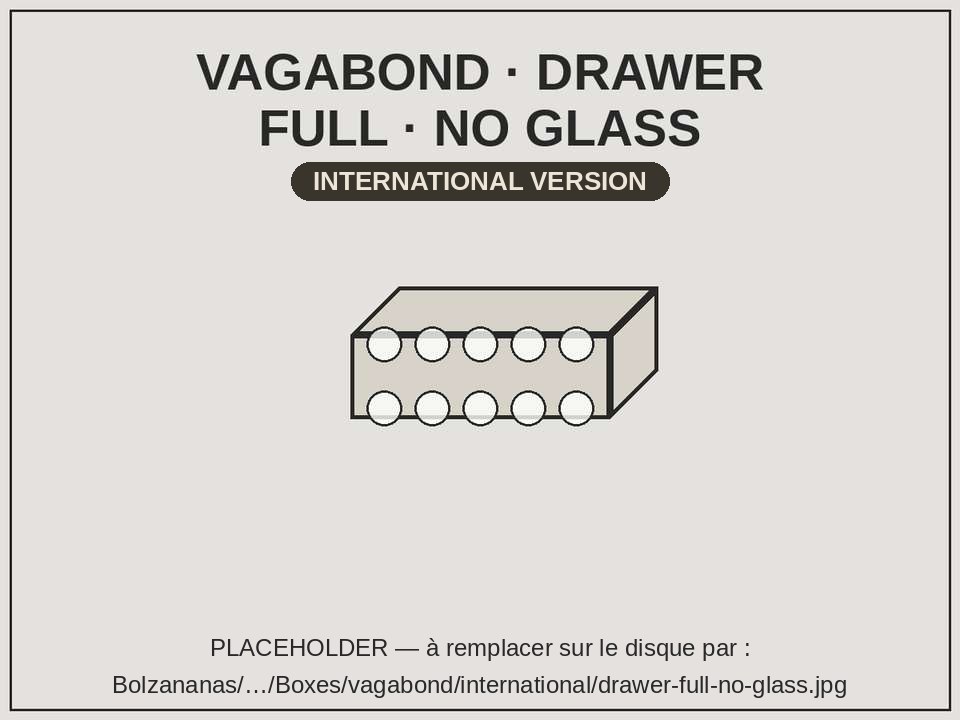 VAGABOND · DRAWER
FULL · NO GLASS
INTERNATIONAL VERSION
PLACEHOLDER — à remplacer sur le disque par :
Bolzananas/…/Boxes/vagabond/international/drawer-full-no-glass.jpg